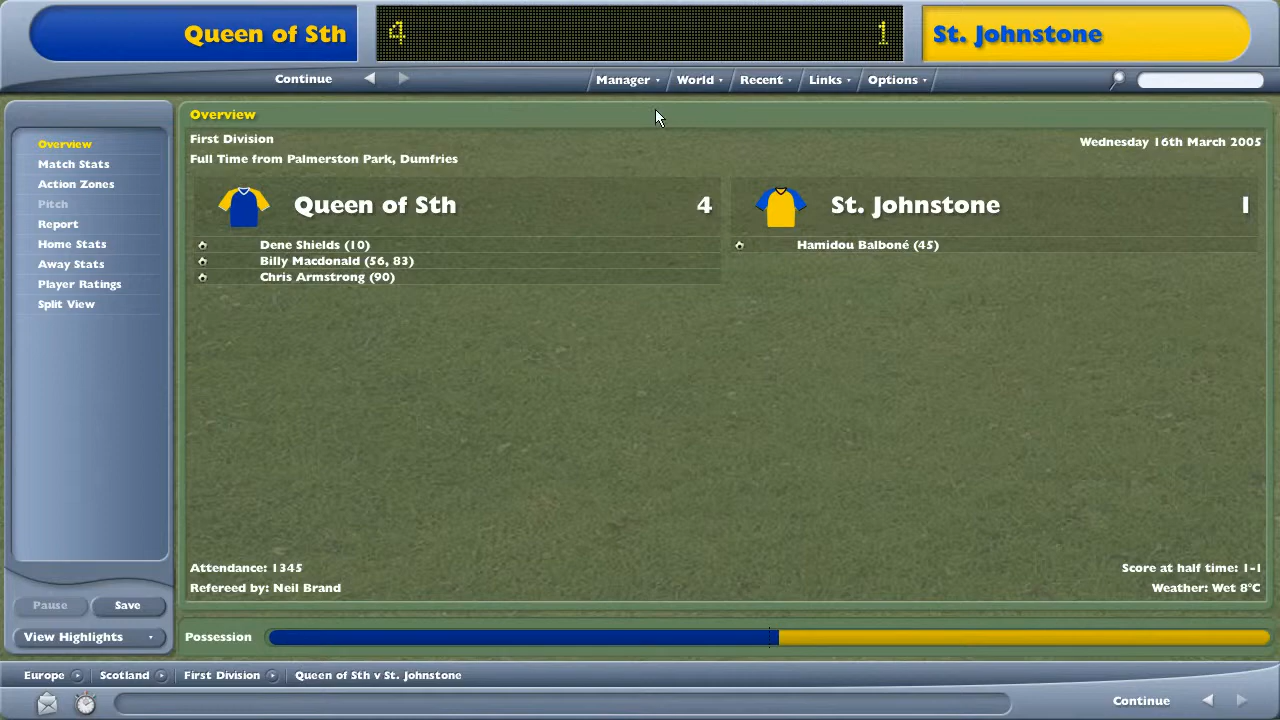 Queen of Sth 4 1 St. Johnstone
Continue Manager World Recent Links Options
Overview
Match Stats
Action Zones
Pitch
Report
Home Stats
Away Stats
Player Ratings
Split View
Pause Save
View Highlights
Overview
First Division
Wednesday 16th March 2005
Full Time from Palmerston Park, Dumfries
Queen of Sth 4
Dene Shields (10)
Billy Macdonald (56, 83)
Chris Armstrong (90)
St. Johnstone 1
Hamidou Balboné (45)
Attendance: 1345
Score at half time: 1-1
Refereed by: Neil Brand
Weather: Wet 8°C
Possession
Europe Scotland First Division Queen of Sth v St. Johnstone
Continue